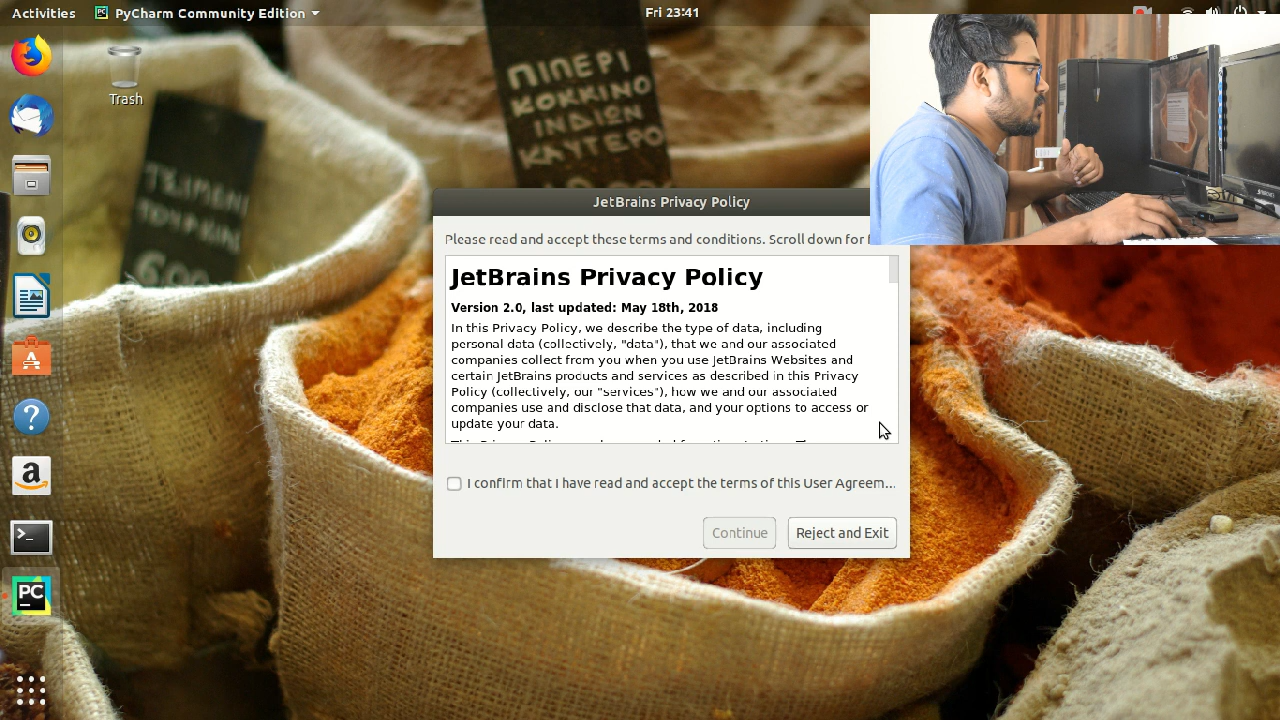 Activities
PyCharm Community Edition
Fri 23:41
Trash
ΠΙΠΕΡΙ
ΚΟΚΚΙΝΟ
ΙΝΔΙΩΝ
ΚΑΥΤΕΡΟ
600
JetBrains Privacy Policy
Please read and accept these terms and conditions. Scroll down for
JetBrains Privacy Policy
Version 2.0, last updated: May 18th, 2018
In this Privacy Policy, we describe the type of data, including
personal data (collectively, "data"), that we and our associated
companies collect from you when you use JetBrains Websites and
certain JetBrains products and services as described in this Privacy
Policy (collectively, our "services"), how we and our associated
companies use and disclose that data, and your options to access or
update your data.
I confirm that I have read and accept the terms of this User Agreem...
Continue
Reject and Exit
PC